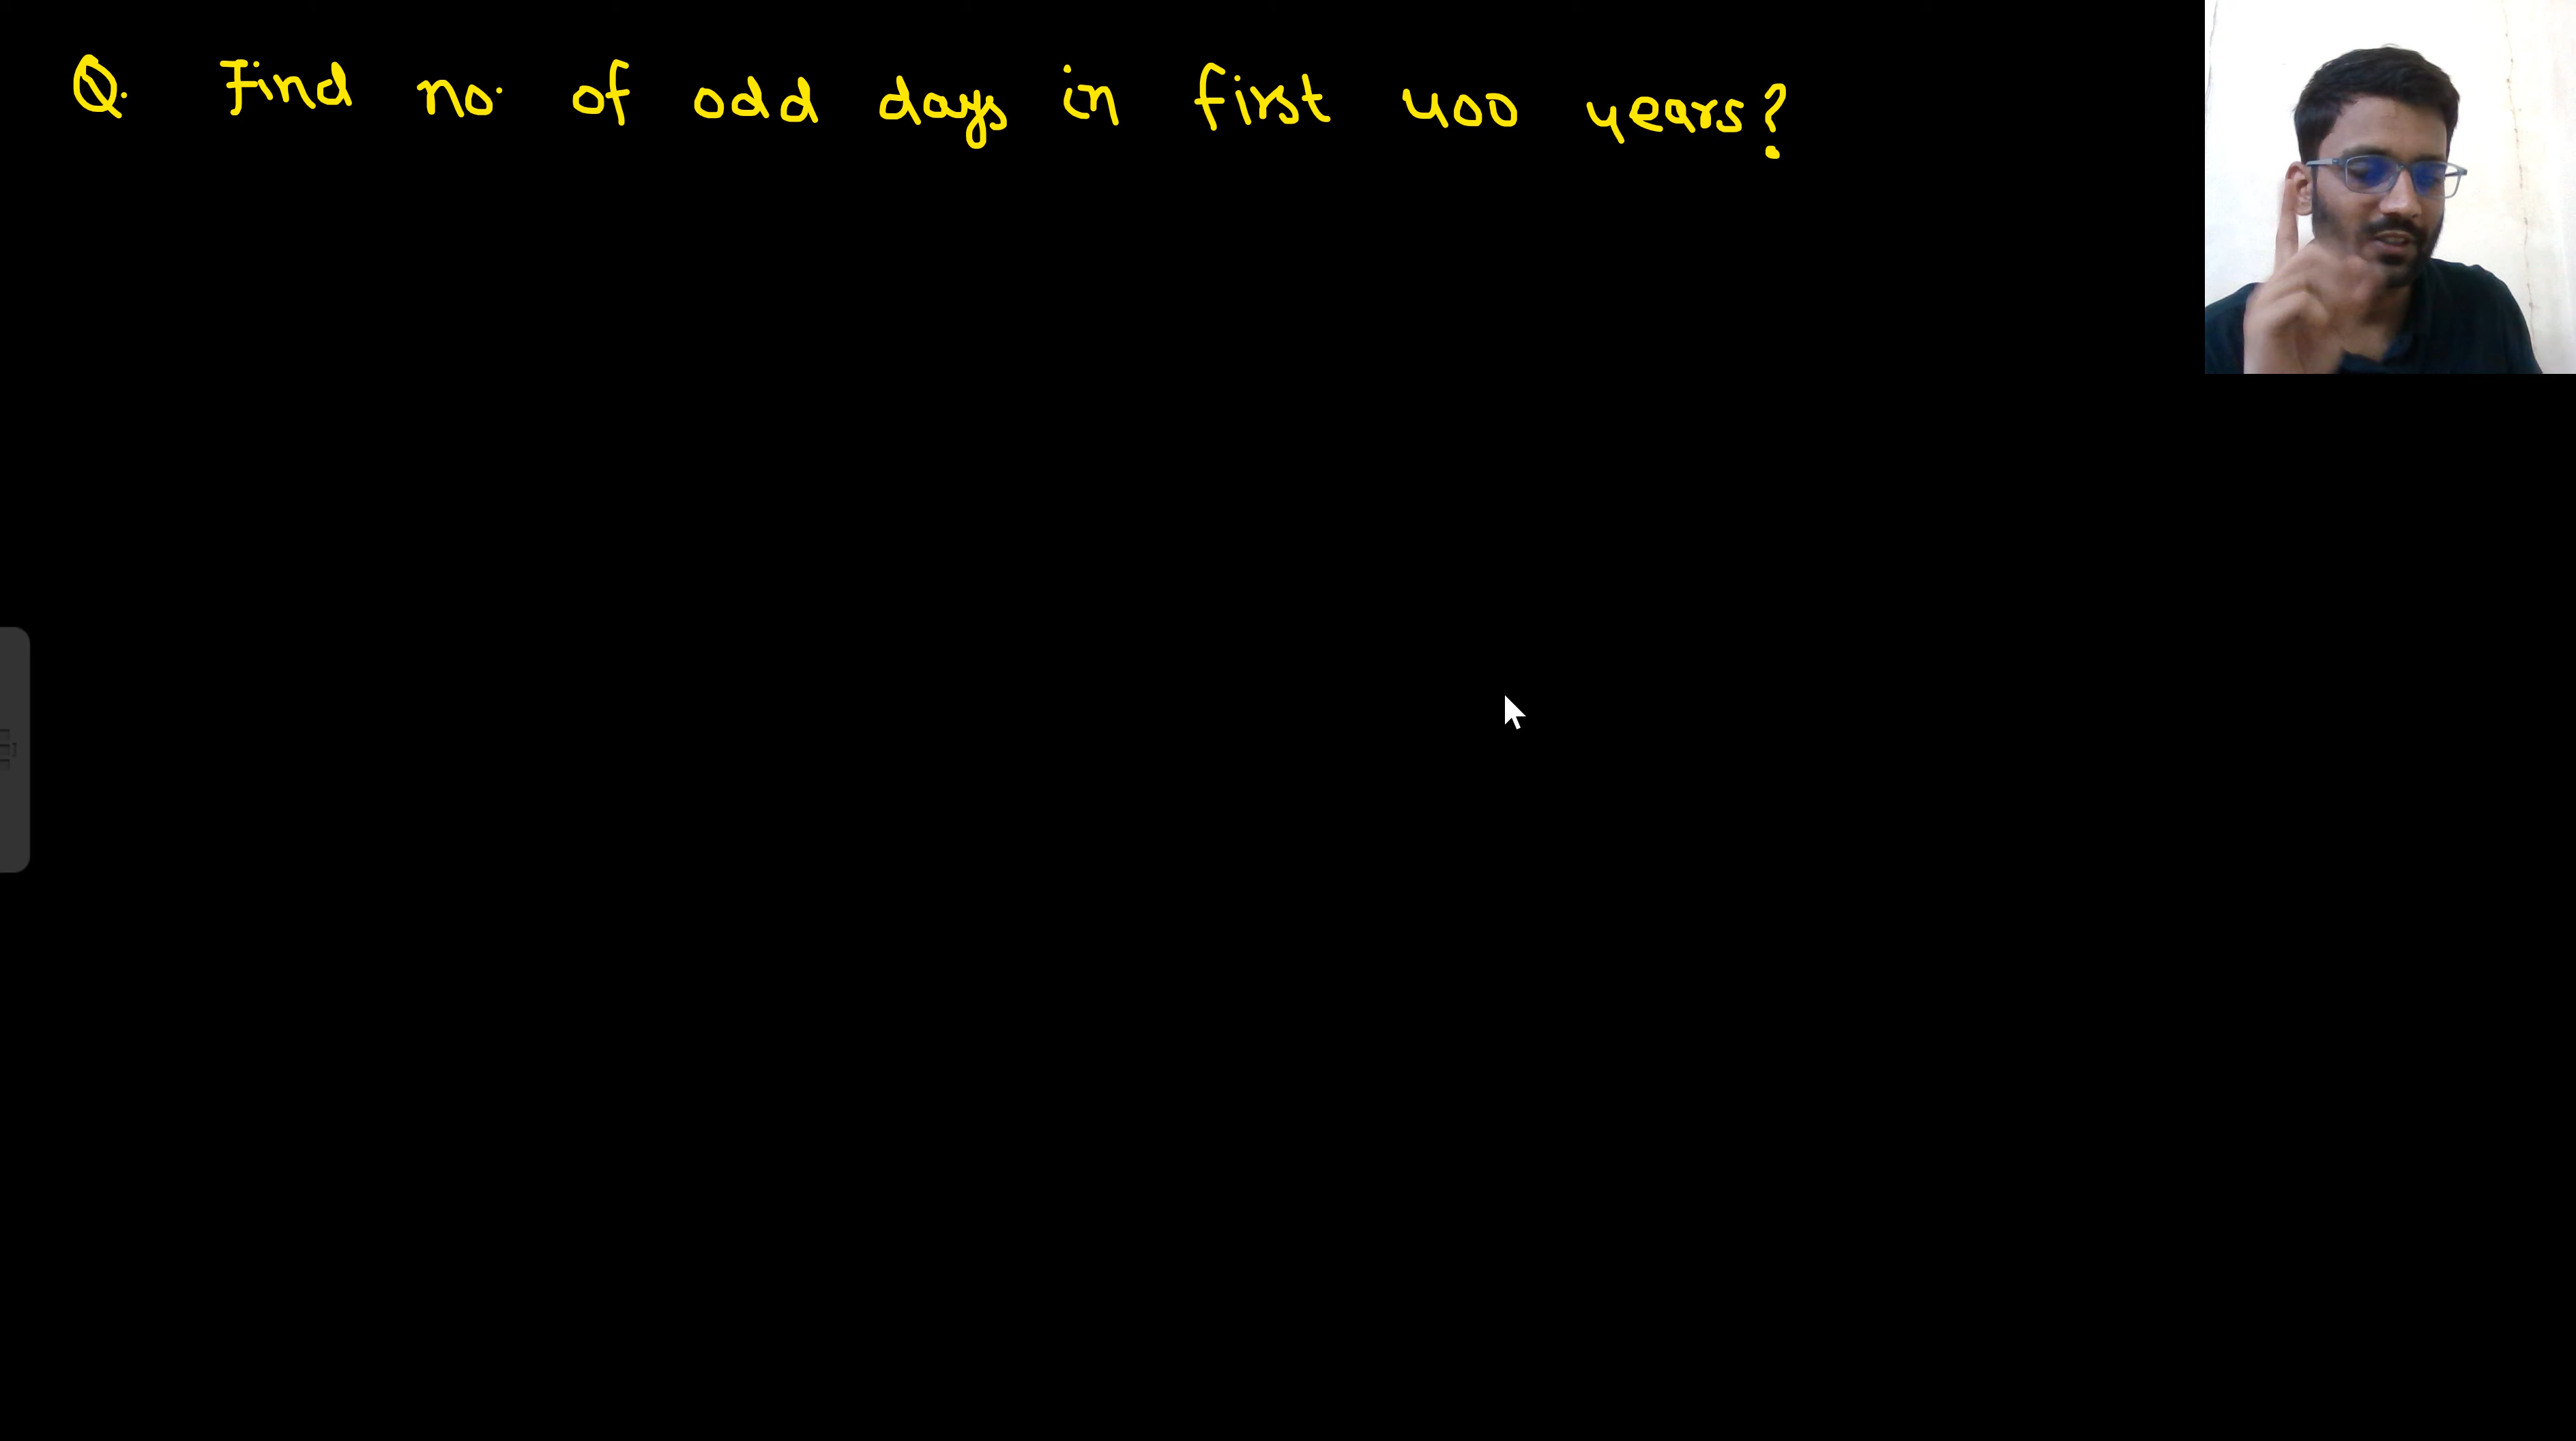 Q. Find no. of odd days in first 400 years?